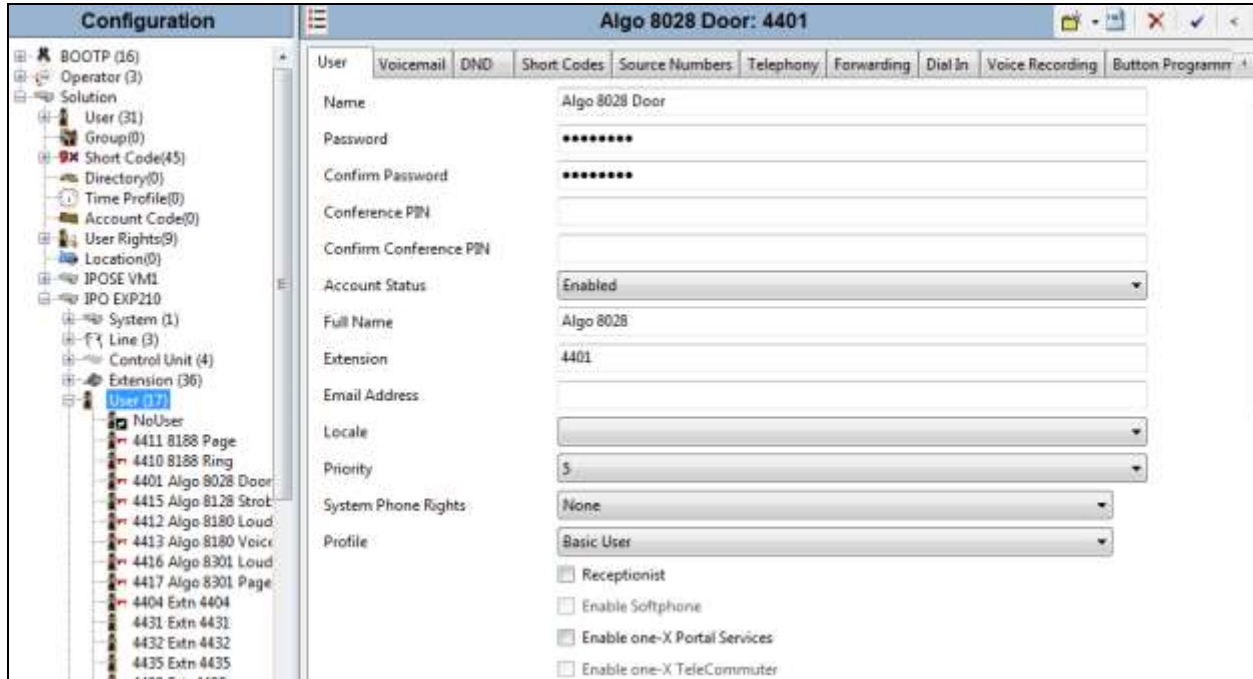 Configuration
Algo 8028 Door: 4401
BOOTP (16)
Operator (3)
Solution
User (31)
Group(0)
Short Code(45)
Directory(0)
Time Profile(0)
Account Code(0)
User Rights(9)
Location(0)
IPOSE VM1
IPO EXP210
System (1)
Line (3)
Control Unit (4)
Extension (36)
User (17)
NoUser
4411 8188 Page
4410 8188 Ring
4401 Algo 8028 Door
4415 Algo 8128 Strob
4412 Algo 8180 Loud
4413 Algo 8180 Voice
4416 Algo 8301 Loud
4417 Algo 8301 Page
4404 Extn 4404
4431 Extn 4431
4432 Extn 4432
4435 Extn 4435
User Voicemail DND Short Codes Source Numbers Telephony Forwarding Dial In Voice Recording Button Programm
Name Algo 8028 Door
Password ••••••••
Confirm Password ••••••••
Conference PIN
Confirm Conference PIN
Account Status Enabled
Full Name Algo 8028
Extension 4401
Email Address
Locale
Priority 5
System Phone Rights None
Profile Basic User
Receptionist
Enable Softphone
Enable one-X Portal Services
Enable one-X TeleCommuter